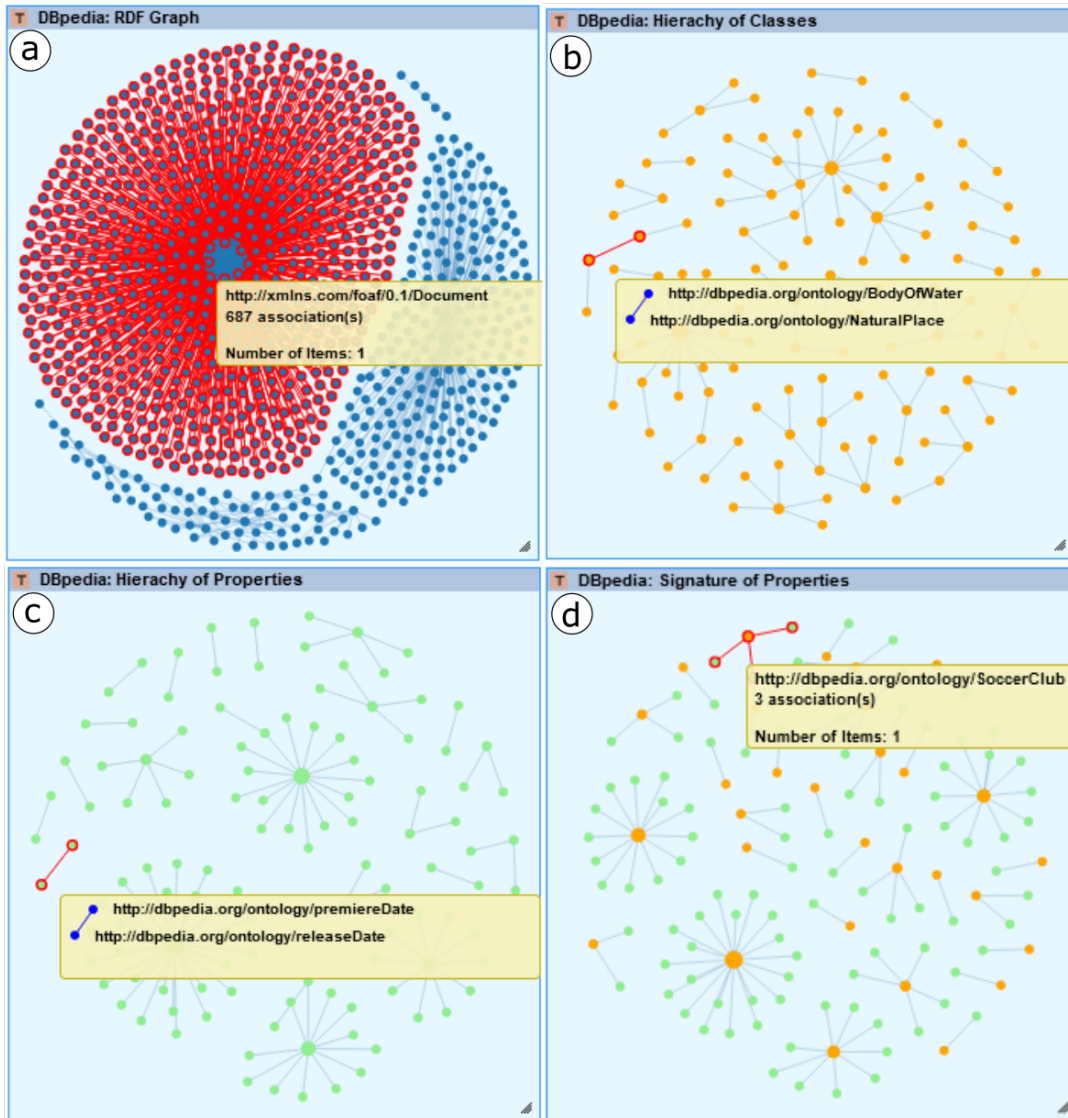 T DBpedia: RDF Graph
a
http://xmlns.com/foaf/0.1/Document
687 association(s)
Number of Items: 1
T DBpedia: Hierachy of Classes
b
http://dbpedia.org/ontology/BodyOfWater
http://dbpedia.org/ontology/NaturalPlace
T DBpedia: Hierachy of Properties
c
http://dbpedia.org/ontology/premiereDate
http://dbpedia.org/ontology/releaseDate
T DBpedia: Signature of Properties
d
http://dbpedia.org/ontology/SoccerClub
3 association(s)
Number of Items: 1